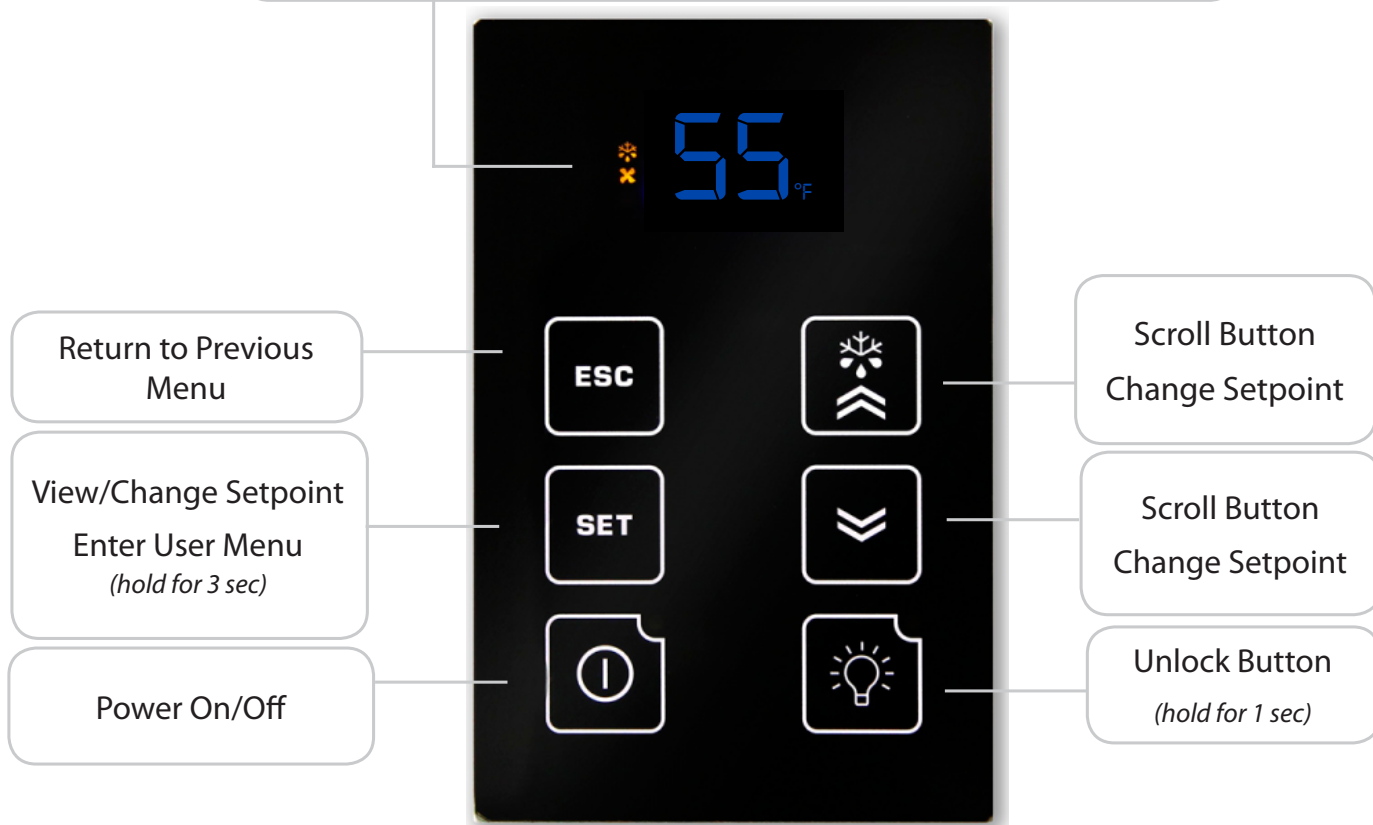 55 °F
Return to Previous
Menu
ESC
Scroll Button
Change Setpoint
View/Change Setpoint
Enter User Menu
(hold for 3 sec)
SET
Scroll Button
Change Setpoint
Power On/Off
Unlock Button
(hold for 1 sec)